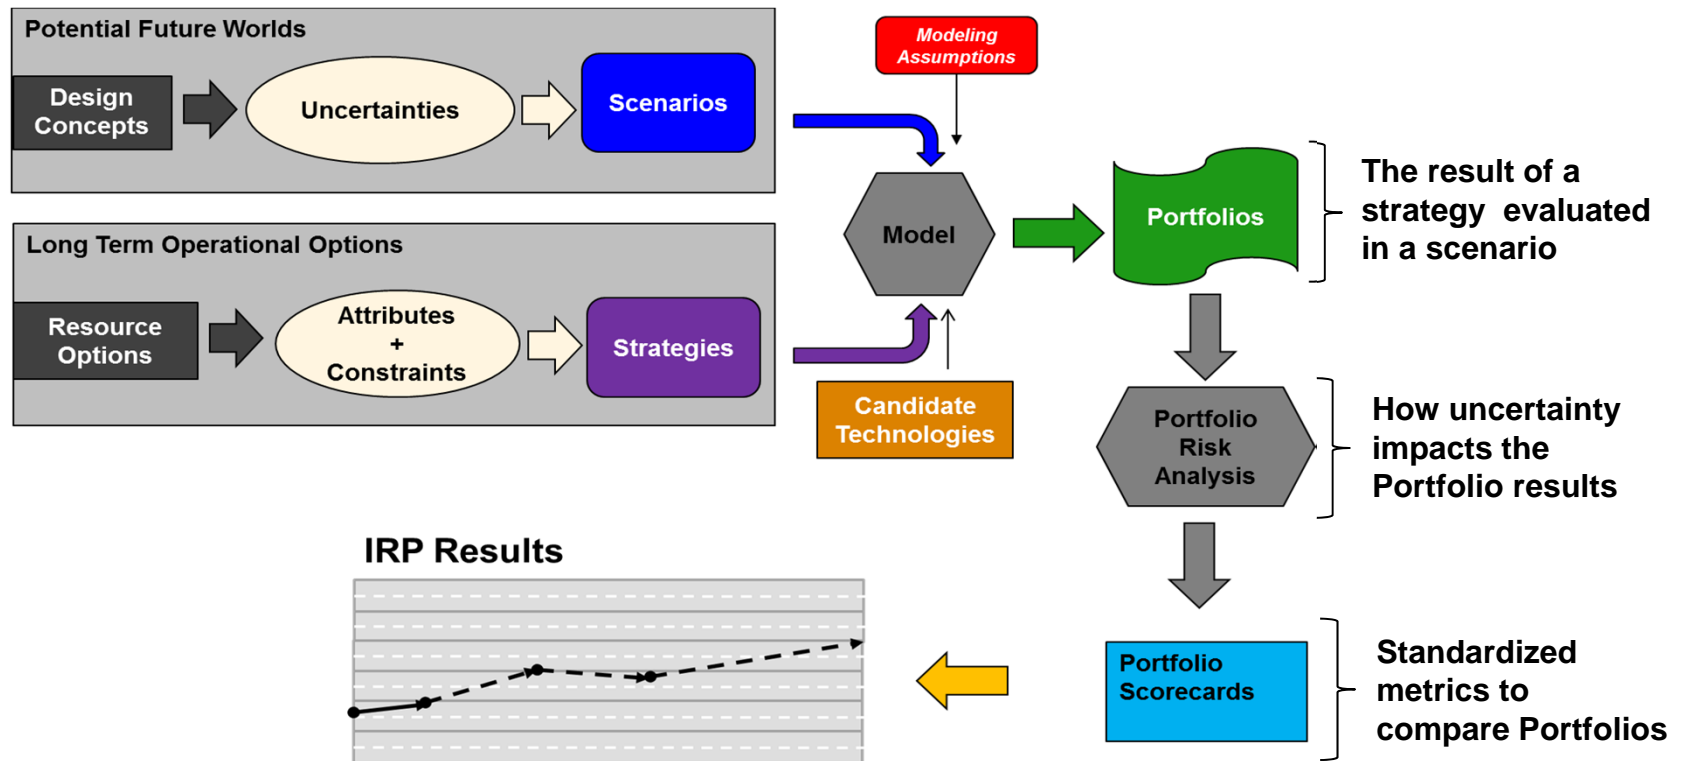 Potential Future Worlds
Design
Concepts
Uncertainties
Scenarios
Modeling
Assumptions
Long Term Operational Options
Resource
Options
Attributes
+
Constraints
Strategies
Model
Candidate
Technologies
Portfolios
The result of a
strategy evaluated
in a scenario
Portfolio
Risk
Analysis
How uncertainty
impacts the
Portfolio results
Portfolio
Scorecards
Standardized
metrics to
compare Portfolios
IRP Results